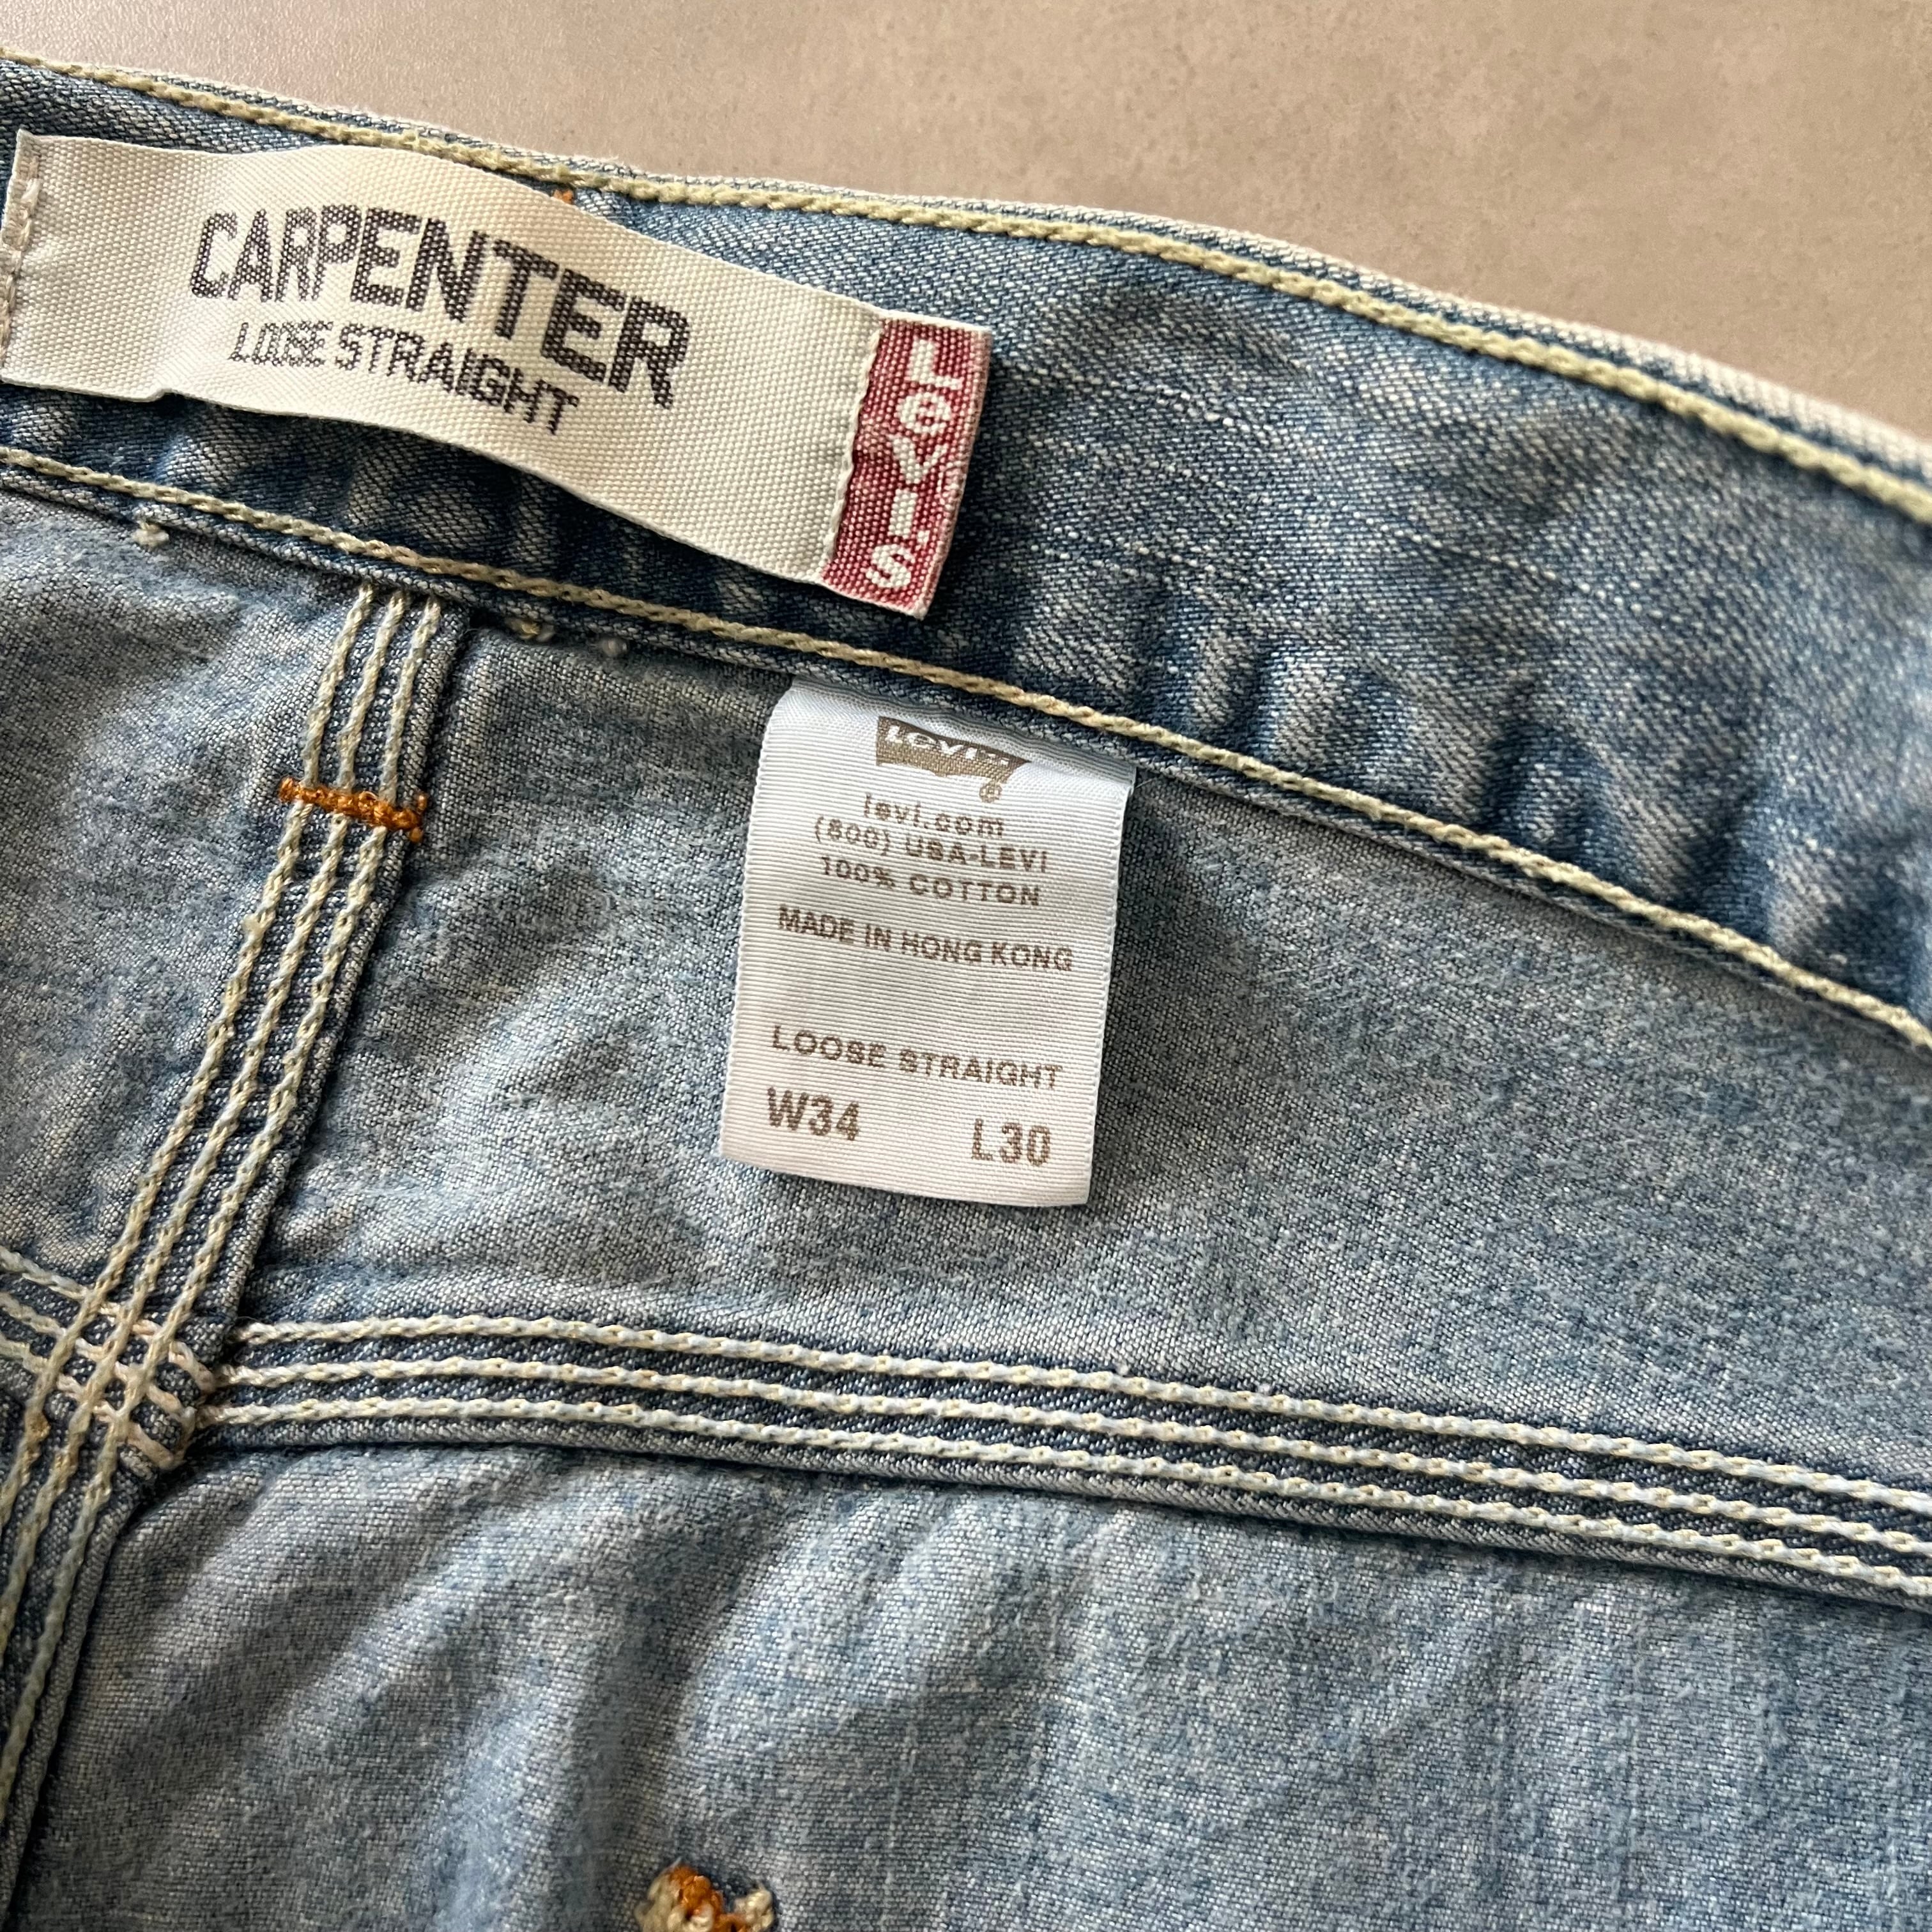 CARPENTER
LOOSE STRAIGHT
Levi's
Levi's®
levi.com
(800) USA-LEVI
100% COTTON
MADE IN HONG KONG
LOOSE STRAIGHT
W34 L30